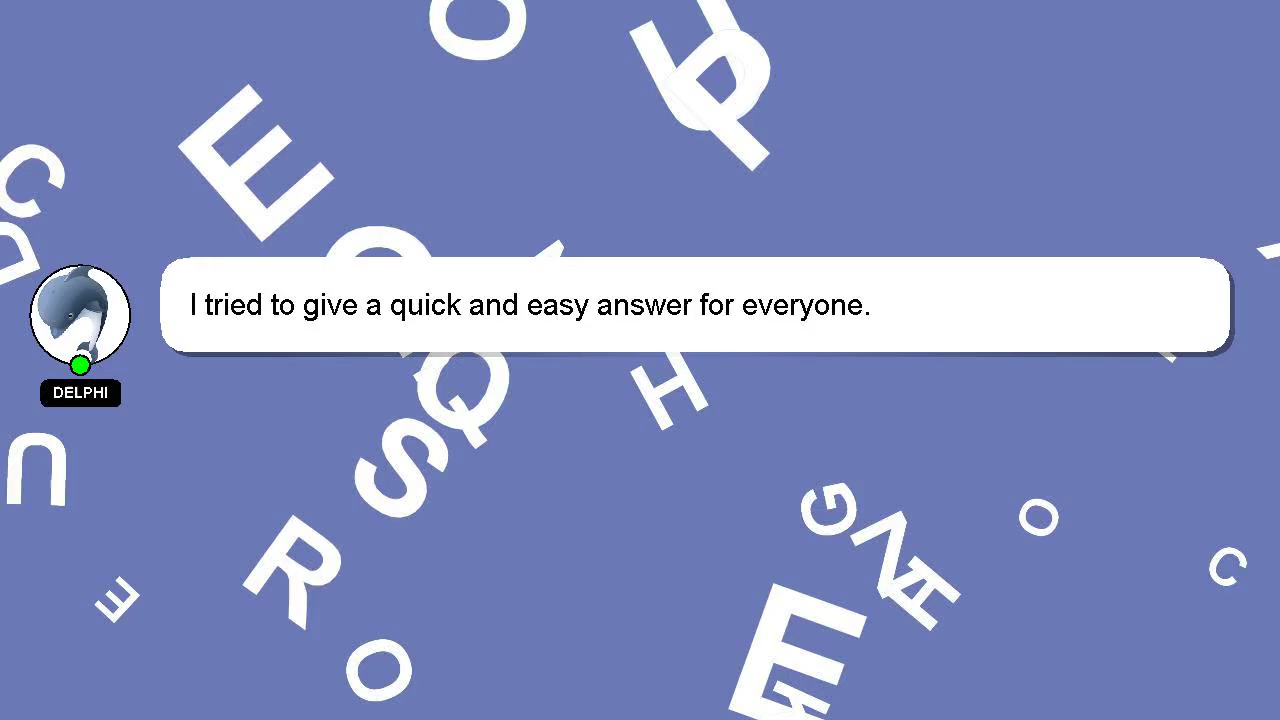 I tried to give a quick and easy answer for everyone.
DELPHI
O
H
P
E
C
D
O
Q
H
S
U
G
V
O
R
H
C
E
E
O